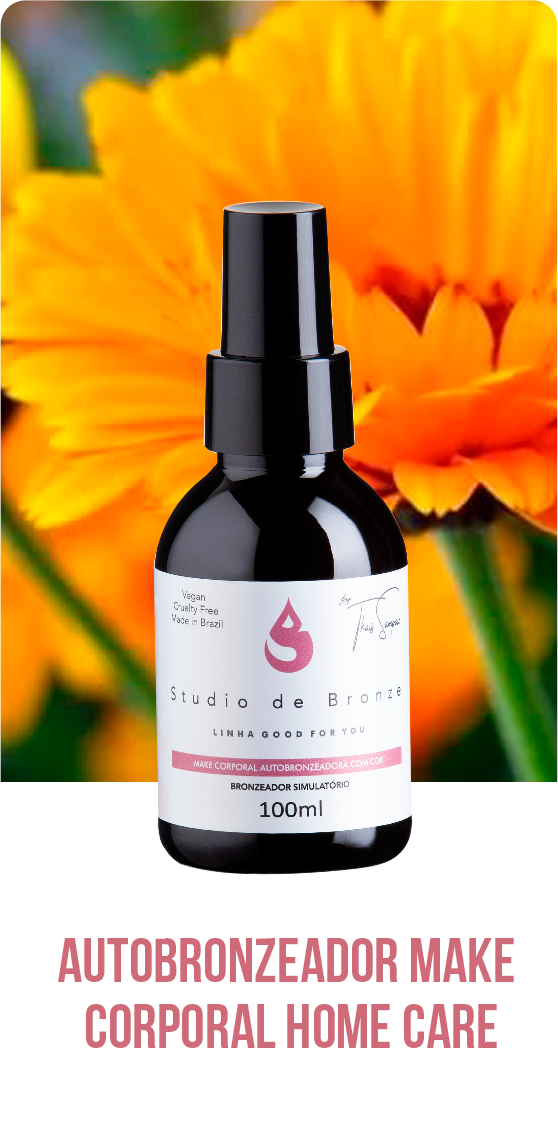 Vegan
Cruelty Free
Made in Brazil
by
Studio de Bronze
LINHA GOOD FOR YOU
MAKE CORPORAL AUTOBRONZEADORA COM COR
BRONZEADOR SIMULATÓRIO
100ml
AUTOBRONZEADOR MAKE
CORPORAL HOME CARE